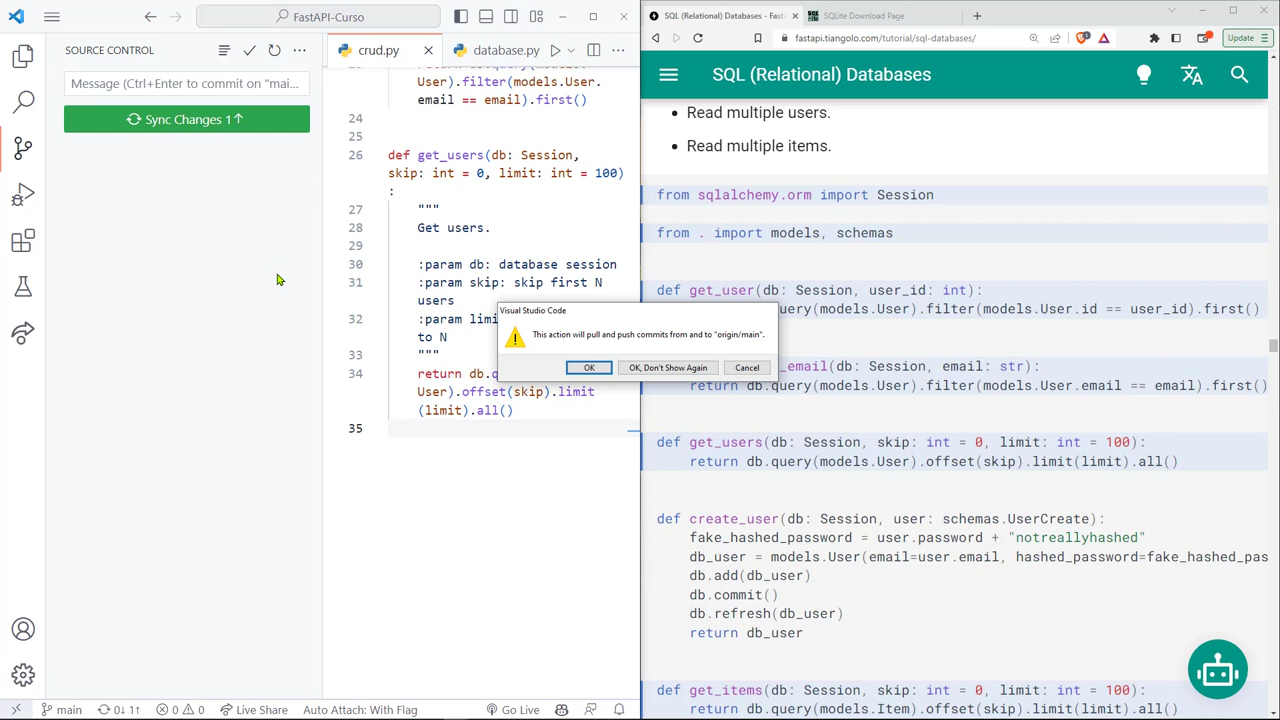 FastAPI-Curso
SOURCE CONTROL
Message (Ctrl+Enter to commit on "mai...
Sync Changes 1↑
main
0↓ 1↑
0
Live Share
Auto Attach: With Flag
Go Live
crud.py
database.py
User).filter(models.User.
email == email).first()
24
25
26 def get_users(db: Session,
skip: int = 0, limit: int = 100)
:
27 """
28 Get users.
29
30 :param db: database session
31 :param skip: skip first N
users
32 :param limi
to N
33 """
34 return db.q
User).offset(skip).limit
(limit).all()
35
Visual Studio Code
This action will pull and push commits from and to "origin/main".
OK
OK, Don't Show Again
Cancel
SQL (Relational) Databases - Fast
SQLite Download Page
fastapi.tiangolo.com/tutorial/sql-databases/
Update
SQL (Relational) Databases
• Read multiple users.
• Read multiple items.
from sqlalchemy.orm import Session
from . import models, schemas
def get_user(db: Session, user_id: int):
query(models.User).filter(models.User.id == user_id).first()
_email(db: Session, email: str):
return db.query(models.User).filter(models.User.email == email).first()
def get_users(db: Session, skip: int = 0, limit: int = 100):
return db.query(models.User).offset(skip).limit(limit).all()
def create_user(db: Session, user: schemas.UserCreate):
fake_hashed_password = user.password + "notreallyhashed"
db_user = models.User(email=user.email, hashed_password=fake_hashed_pas
db.add(db_user)
db.commit()
db.refresh(db_user)
return db_user
def get_items(db: Session, skip: int = 0, limit: int = 100):
return db.query(models.Item).offset(skip).limit(limit).all()